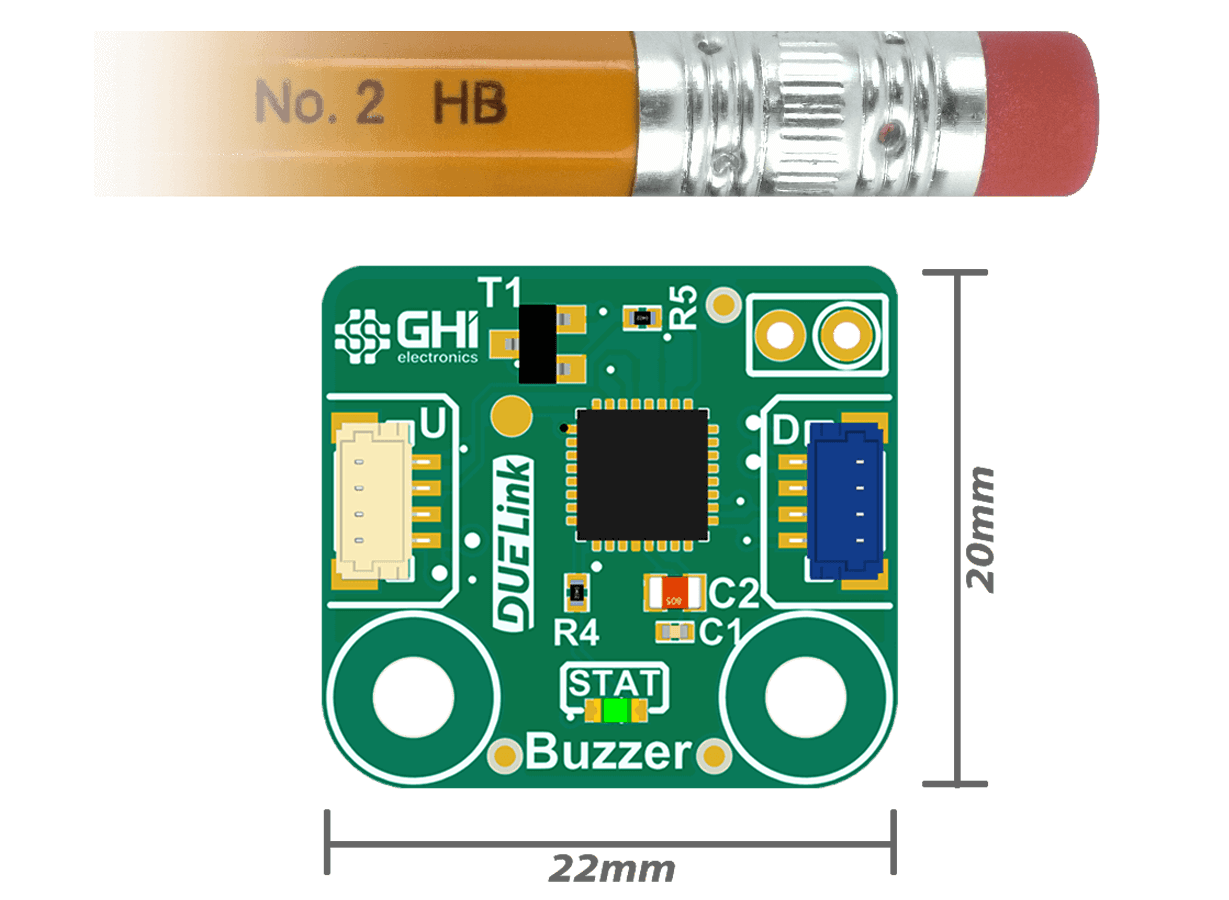 No. 2 HB
T1
R5
GHI
electronics
U
D
DUELink
C2
R4
C1
STAT
Buzzer
20mm
22mm